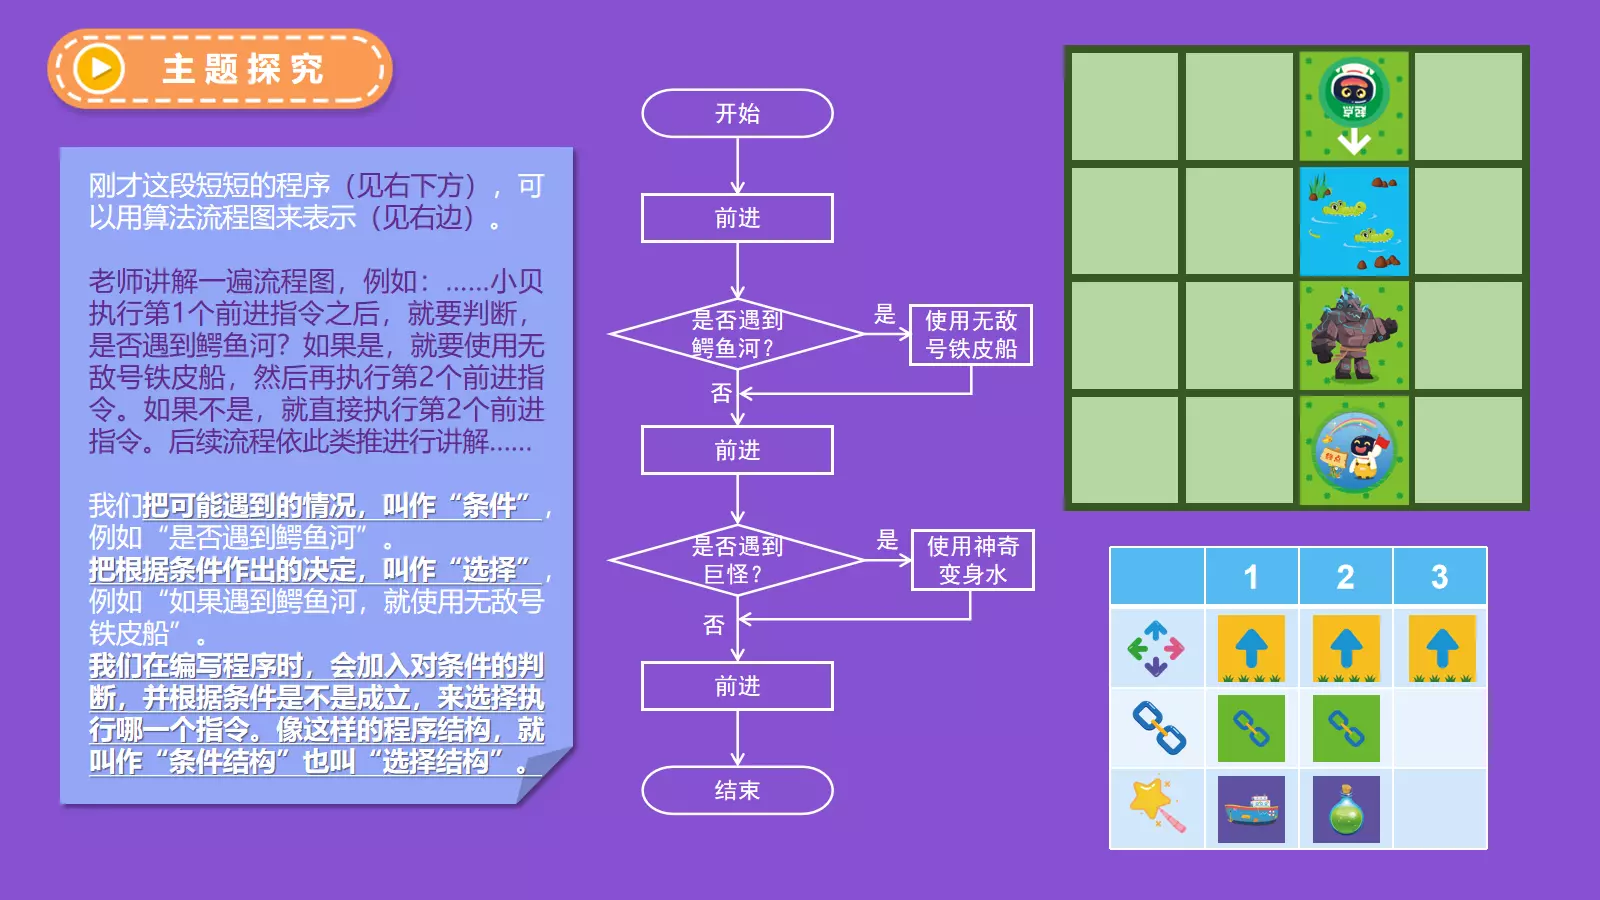 主题探究
刚才这段短短的程序（见右下方），可
以用算法流程图来表示（见右边）。
老师讲解一遍流程图，例如：……小贝
执行第1个前进指令之后，就要判断，
是否遇到鳄鱼河？如果是，就要使用无
敌号铁皮船，然后再执行第2个前进指
令。如果不是，就直接执行第2个前进
指令。后续流程依此类推进行讲解……
我们把可能遇到的情况，叫作“条件”，
例如“是否遇到鳄鱼河”。
把根据条件作出的决定，叫作“选择”，
例如“如果遇到鳄鱼河，就使用无敌号
铁皮船”。
我们在编写程序时，会加入对条件的判
断，并根据条件是不是成立，来选择执
行哪一个指令。像这样的程序结构，就
叫作“条件结构”也叫“选择结构”。
开始
前进
是否遇到
鳄鱼河？
是
使用无敌
号铁皮船
否
前进
是否遇到
巨怪？
是
使用神奇
变身水
否
前进
结束
起点
终点
1 2 3